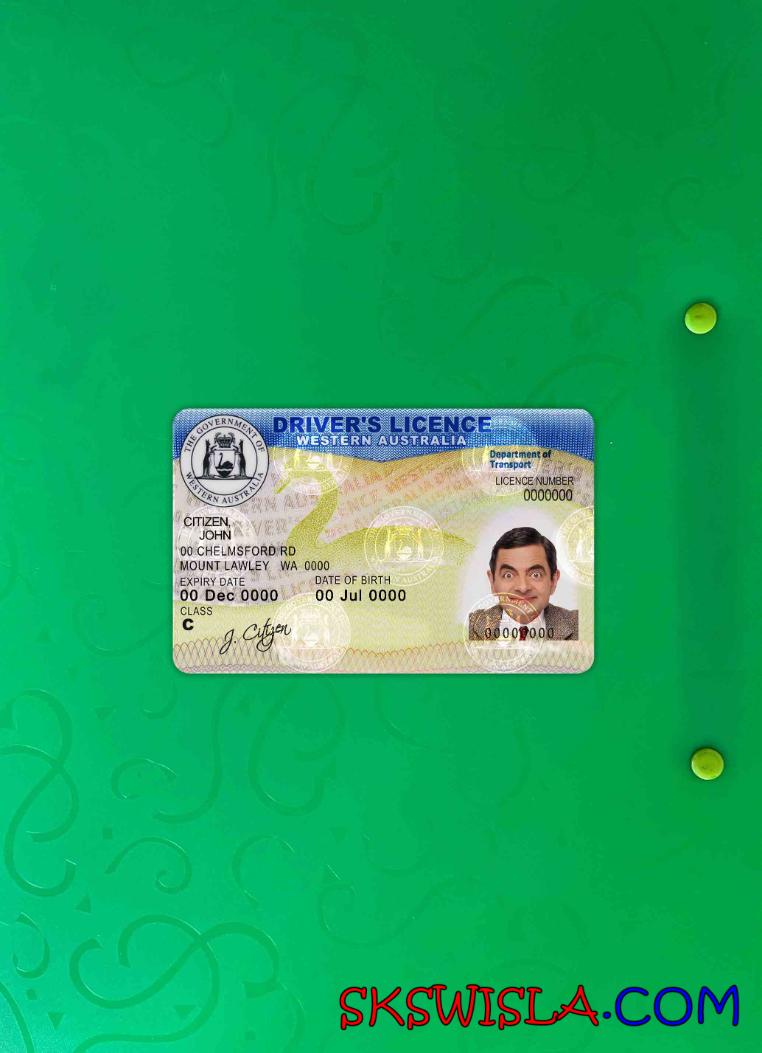 DRIVER'S LICENCE
WESTERN AUSTRALIA
THE GOVERNMENT OF
WESTERN AUSTRALIA
Department of
Transport
LICENCE NUMBER
0000000
CITIZEN,
JOHN
00 CHELMSFORD RD
MOUNT LAWLEY WA 0000
EXPIRY DATE DATE OF BIRTH
00 Dec 0000 00 Jul 0000
CLASS
C
J. Citizen
00000000
SKSWISLA.COM